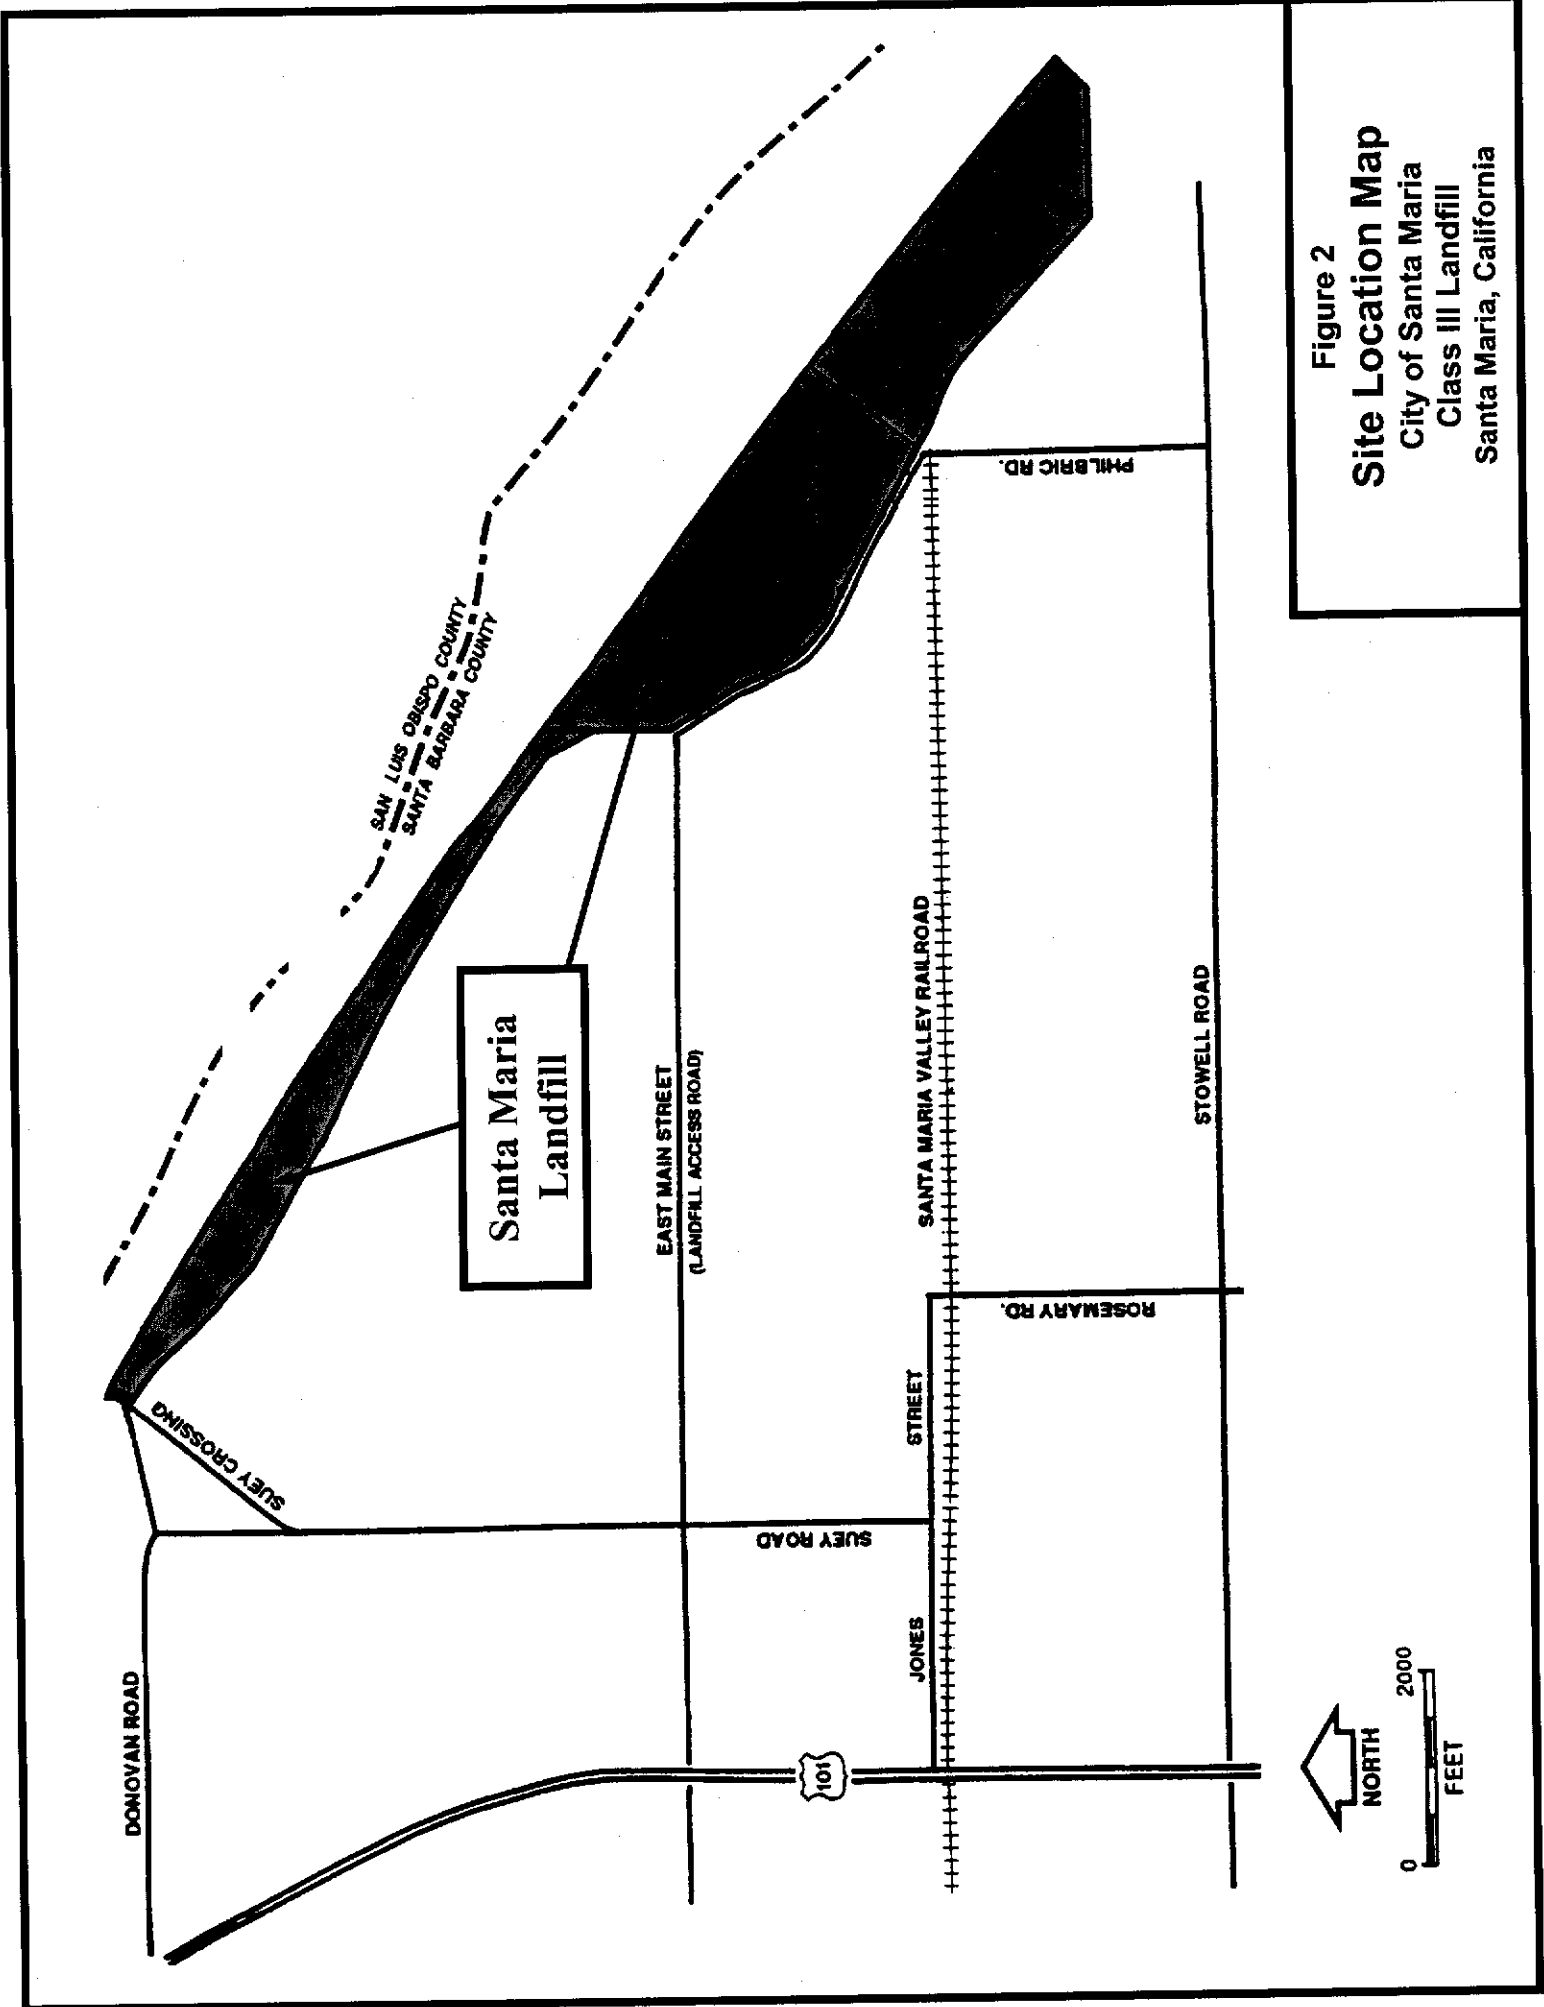 SAN LUIS OBISPO COUNTY
SANTA BARBARA COUNTY
DONOVAN ROAD
SUEY CROSSING
Santa Maria
Landfill
EAST MAIN STREET
(LANDFILL ACCESS ROAD)
SUEY ROAD
101
JONES STREET
SANTA MARIA VALLEY RAILROAD
PHILBRIC RD.
ROSEMARY RD.
STOWELL ROAD
NORTH
0 2000
FEET
Figure 2
Site Location Map
City of Santa Maria
Class III Landfill
Santa Maria, California